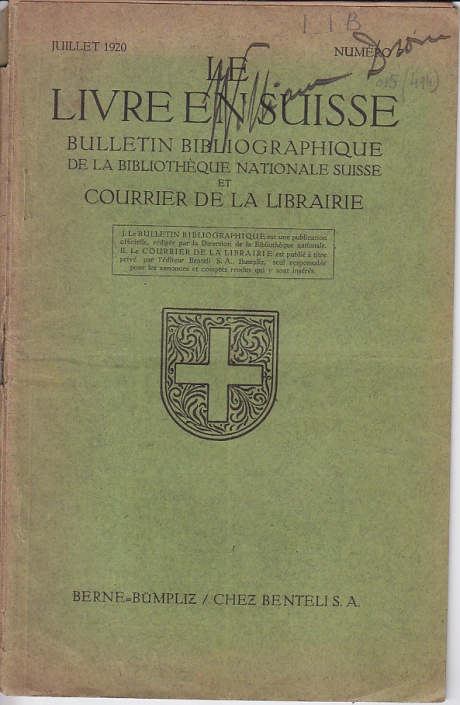 I I B
JUILLET 1920
NUMÉRO
015 (494)
LE
LIVRE EN SUISSE
BULLETIN BIBLIOGRAPHIQUE
DE LA BIBLIOTHÈQUE NATIONALE SUISSE
ET
COURRIER DE LA LIBRAIRIE
I. Le BULLETIN BIBLIOGRAPHIQUE est une publication
officielle, rédigée par la Direction de la Bibliothèque nationale.
II. Le COURRIER DE LA LIBRAIRIE est publié à titre
privé par l'éditeur Benteli S. A., Bumpliz, seul responsable
pour les annonces et comptes rendus qui y sont insérés.
BERNE=BÜMPLIZ / CHEZ BENTELI S. A.